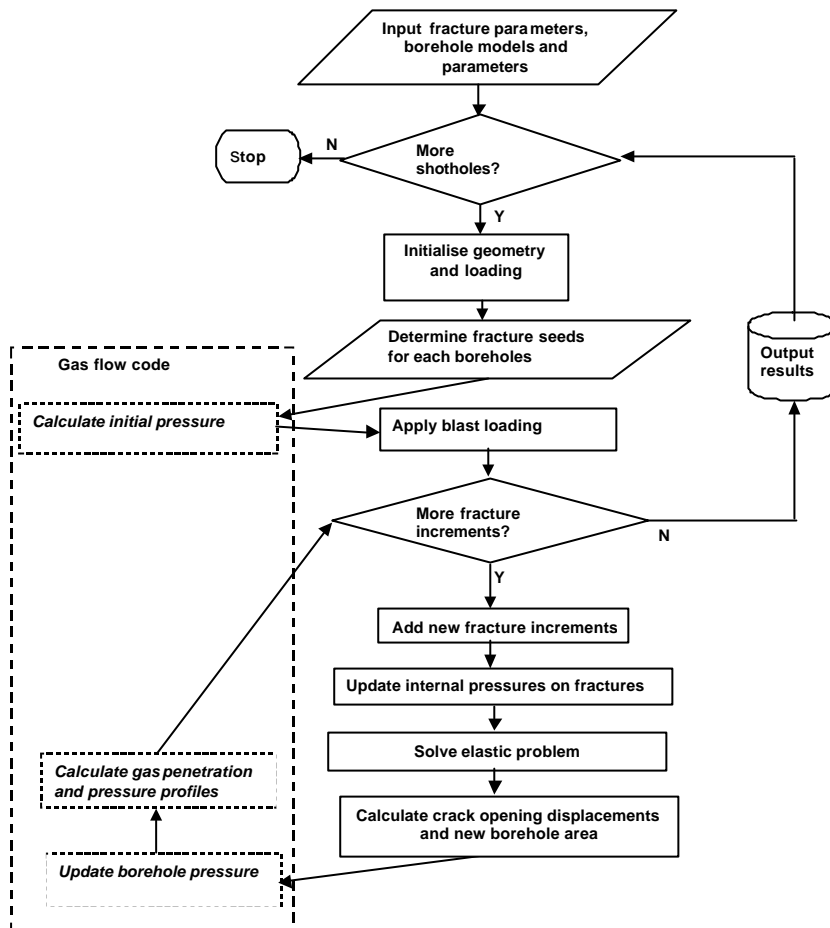 Input fracture parameters,
borehole models and
parameters
N
Stop
More
shotholes?
Y
Initialise geometry
and loading
Determine fracture seeds
for each boreholes
Output
results
Gas flow code
Calculate initial pressure
Apply blast loading
More fracture
increments?
N
Y
Add new fracture increments
Update internal pressures on fractures
Solve elastic problem
Calculate gas penetration
and pressure profiles
Calculate crack opening displacements
and new borehole area
Update borehole pressure